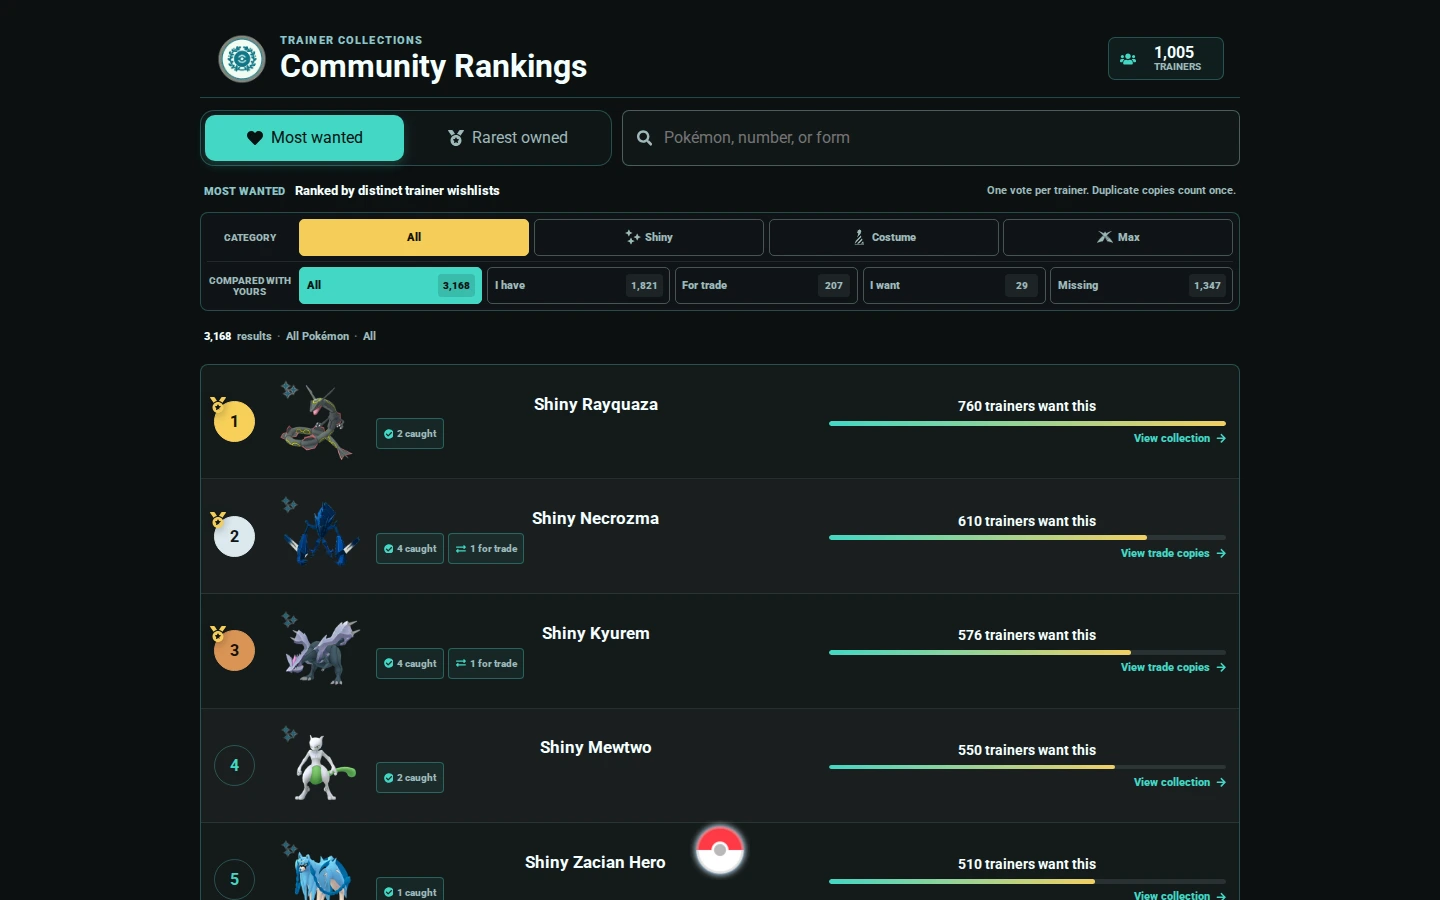 TRAINER COLLECTIONS
Community Rankings
1,005
TRAINERS
Most wanted
Rarest owned
Pokémon, number, or form
MOST WANTED Ranked by distinct trainer wishlists
One vote per trainer. Duplicate copies count once.
CATEGORY
All
Shiny
Costume
Max
COMPARED WITH
YOURS
All 3,168
I have 1,821
For trade 207
I want 29
Missing 1,347
3,168 results · All Pokémon · All
1
Shiny Rayquaza
2 caught
760 trainers want this
View collection →
2
Shiny Necrozma
4 caught
1 for trade
610 trainers want this
View trade copies →
3
Shiny Kyurem
4 caught
1 for trade
576 trainers want this
View trade copies →
4
Shiny Mewtwo
2 caught
550 trainers want this
View collection →
5
Shiny Zacian Hero
1 caught
510 trainers want this
View collection →